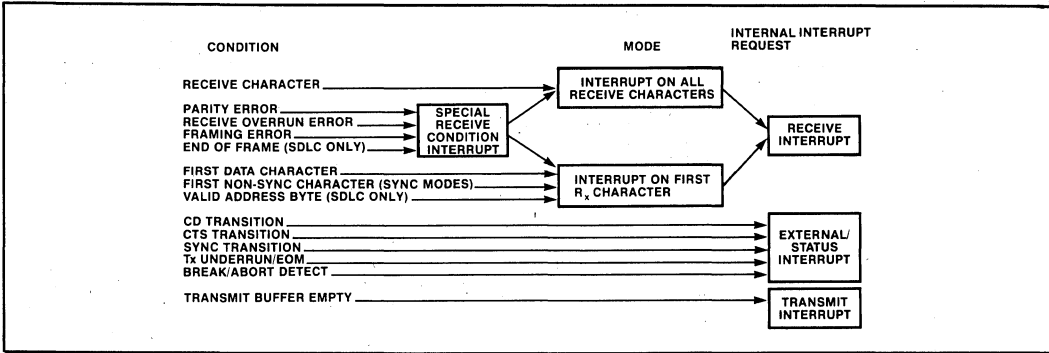 CONDITION
MODE
INTERNAL INTERRUPT
REQUEST
RECEIVE CHARACTER
INTERRUPT ON ALL
RECEIVE CHARACTERS
PARITY ERROR
RECEIVE OVERRUN ERROR
FRAMING ERROR
END OF FRAME (SDLC ONLY)
SPECIAL
RECEIVE
CONDITION
INTERRUPT
RECEIVE
INTERRUPT
FIRST DATA CHARACTER
FIRST NON-SYNC CHARACTER (SYNC MODES)
VALID ADDRESS BYTE (SDLC ONLY)
INTERRUPT ON FIRST
Rx CHARACTER
CD TRANSITION
CTS TRANSITION
SYNC TRANSITION
Tx UNDERRUN/EOM
BREAK/ABORT DETECT
EXTERNAL/
STATUS
INTERRUPT
TRANSMIT BUFFER EMPTY
TRANSMIT
INTERRUPT